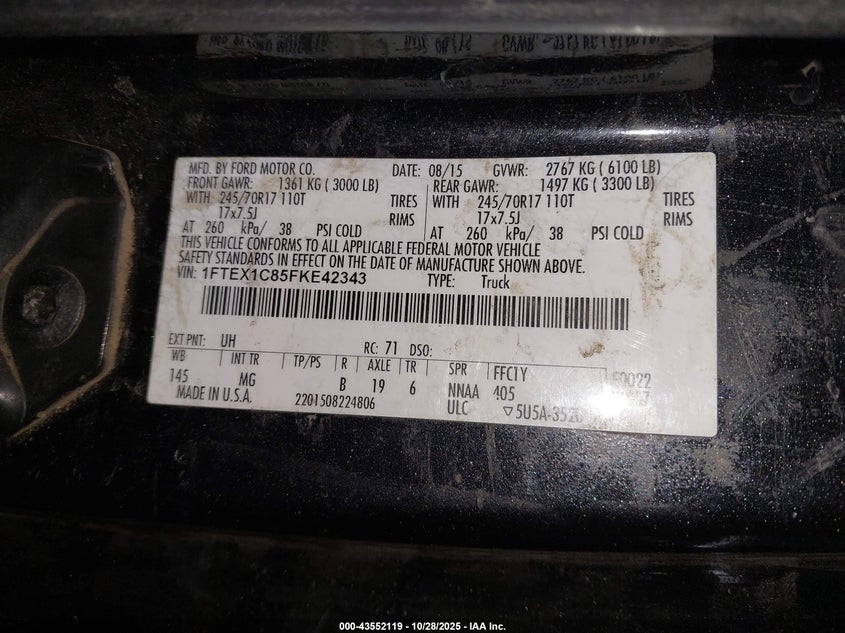 MFD. BY FORD MOTOR CO. DATE: 08/15 GVWR: 2767 KG ( 6100 LB)
FRONT GAWR: 1361 KG ( 3000 LB) REAR GAWR: 1497 KG ( 3300 LB)
WITH 245/70R17 110T TIRES WITH 245/70R17 110T TIRES
17x7.5J RIMS 17x7.5J RIMS
AT 260 kPa/ 38 PSI COLD AT 260 kPa/ 38 PSI COLD
THIS VEHICLE CONFORMS TO ALL APPLICABLE FEDERAL MOTOR VEHICLE
SAFETY STANDARDS IN EFFECT ON THE DATE OF MANUFACTURE SHOWN ABOVE.
VIN: 1FTEX1C85FKE42343 TYPE: Truck
EXT PNT: UH RC: 71 DSO:
WB INT TR TP/PS R AXLE TR SPR FFC1Y 50022
145 MG B 19 6 NNAA 405
MADE IN U.S.A. 2201508224806 ULC ▽5U5A-3520
000-43552119 - 10/28/2025 - IAA Inc.